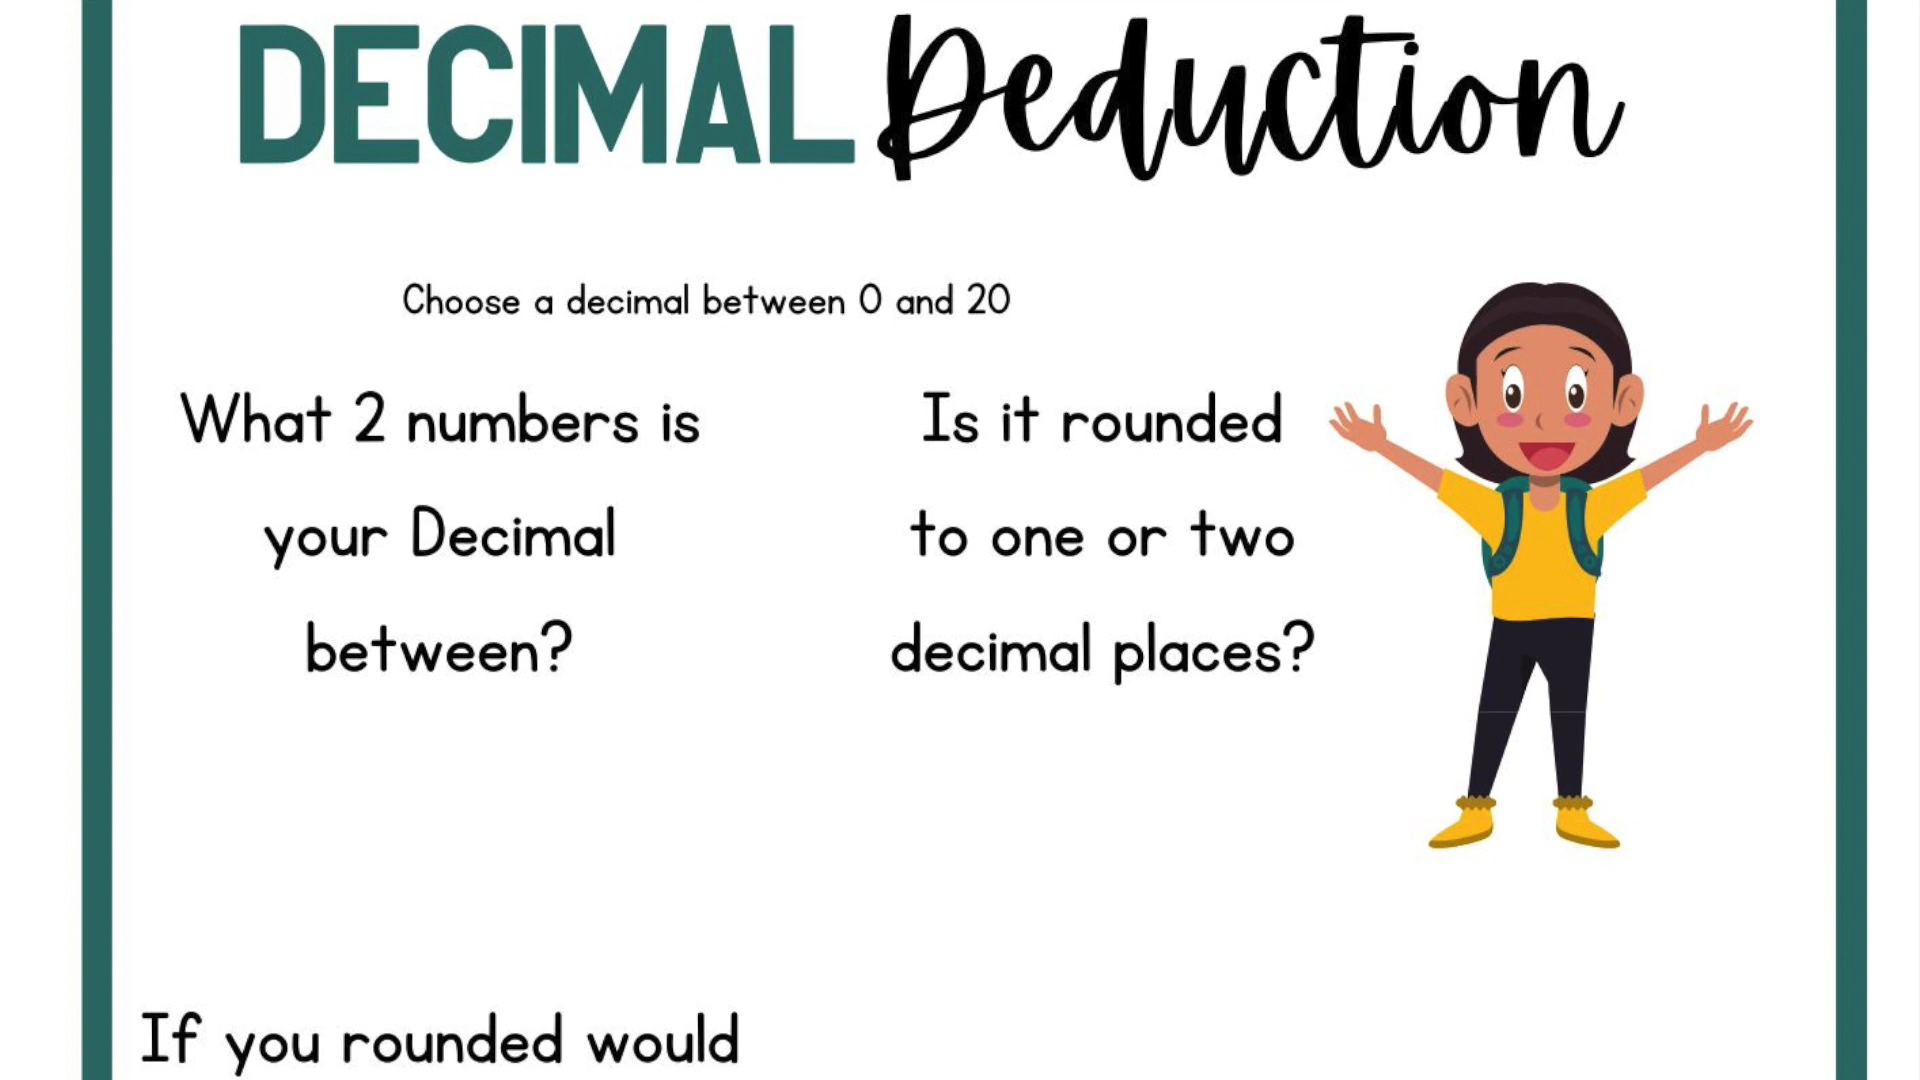 DECIMAL Deduction
Choose a decimal between 0 and 20
What 2 numbers is
your Decimal
between?
Is it rounded
to one or two
decimal places?
If you rounded would